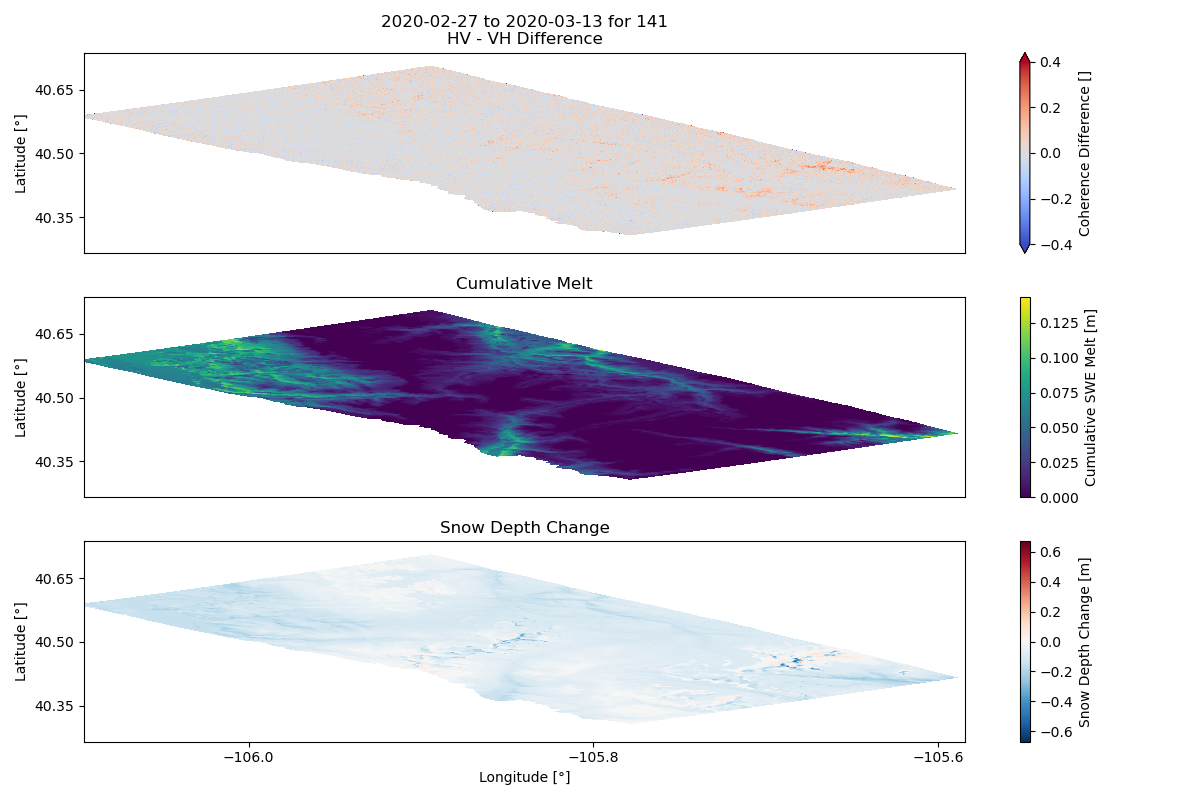 2020-02-27 to 2020-03-13 for 141
HV - VH Difference
40.65
40.50
40.35
Latitude [°]
0.4
0.2
0.0
−0.2
−0.4
Coherence Difference []
Cumulative Melt
40.65
40.50
40.35
Latitude [°]
0.125
0.100
0.075
0.050
0.025
0.000
Cumulative SWE Melt [m]
Snow Depth Change
40.65
40.50
40.35
Latitude [°]
0.6
0.4
0.2
0.0
−0.2
−0.4
−0.6
Snow Depth Change [m]
−106.0
−105.8
−105.6
Longitude [°]